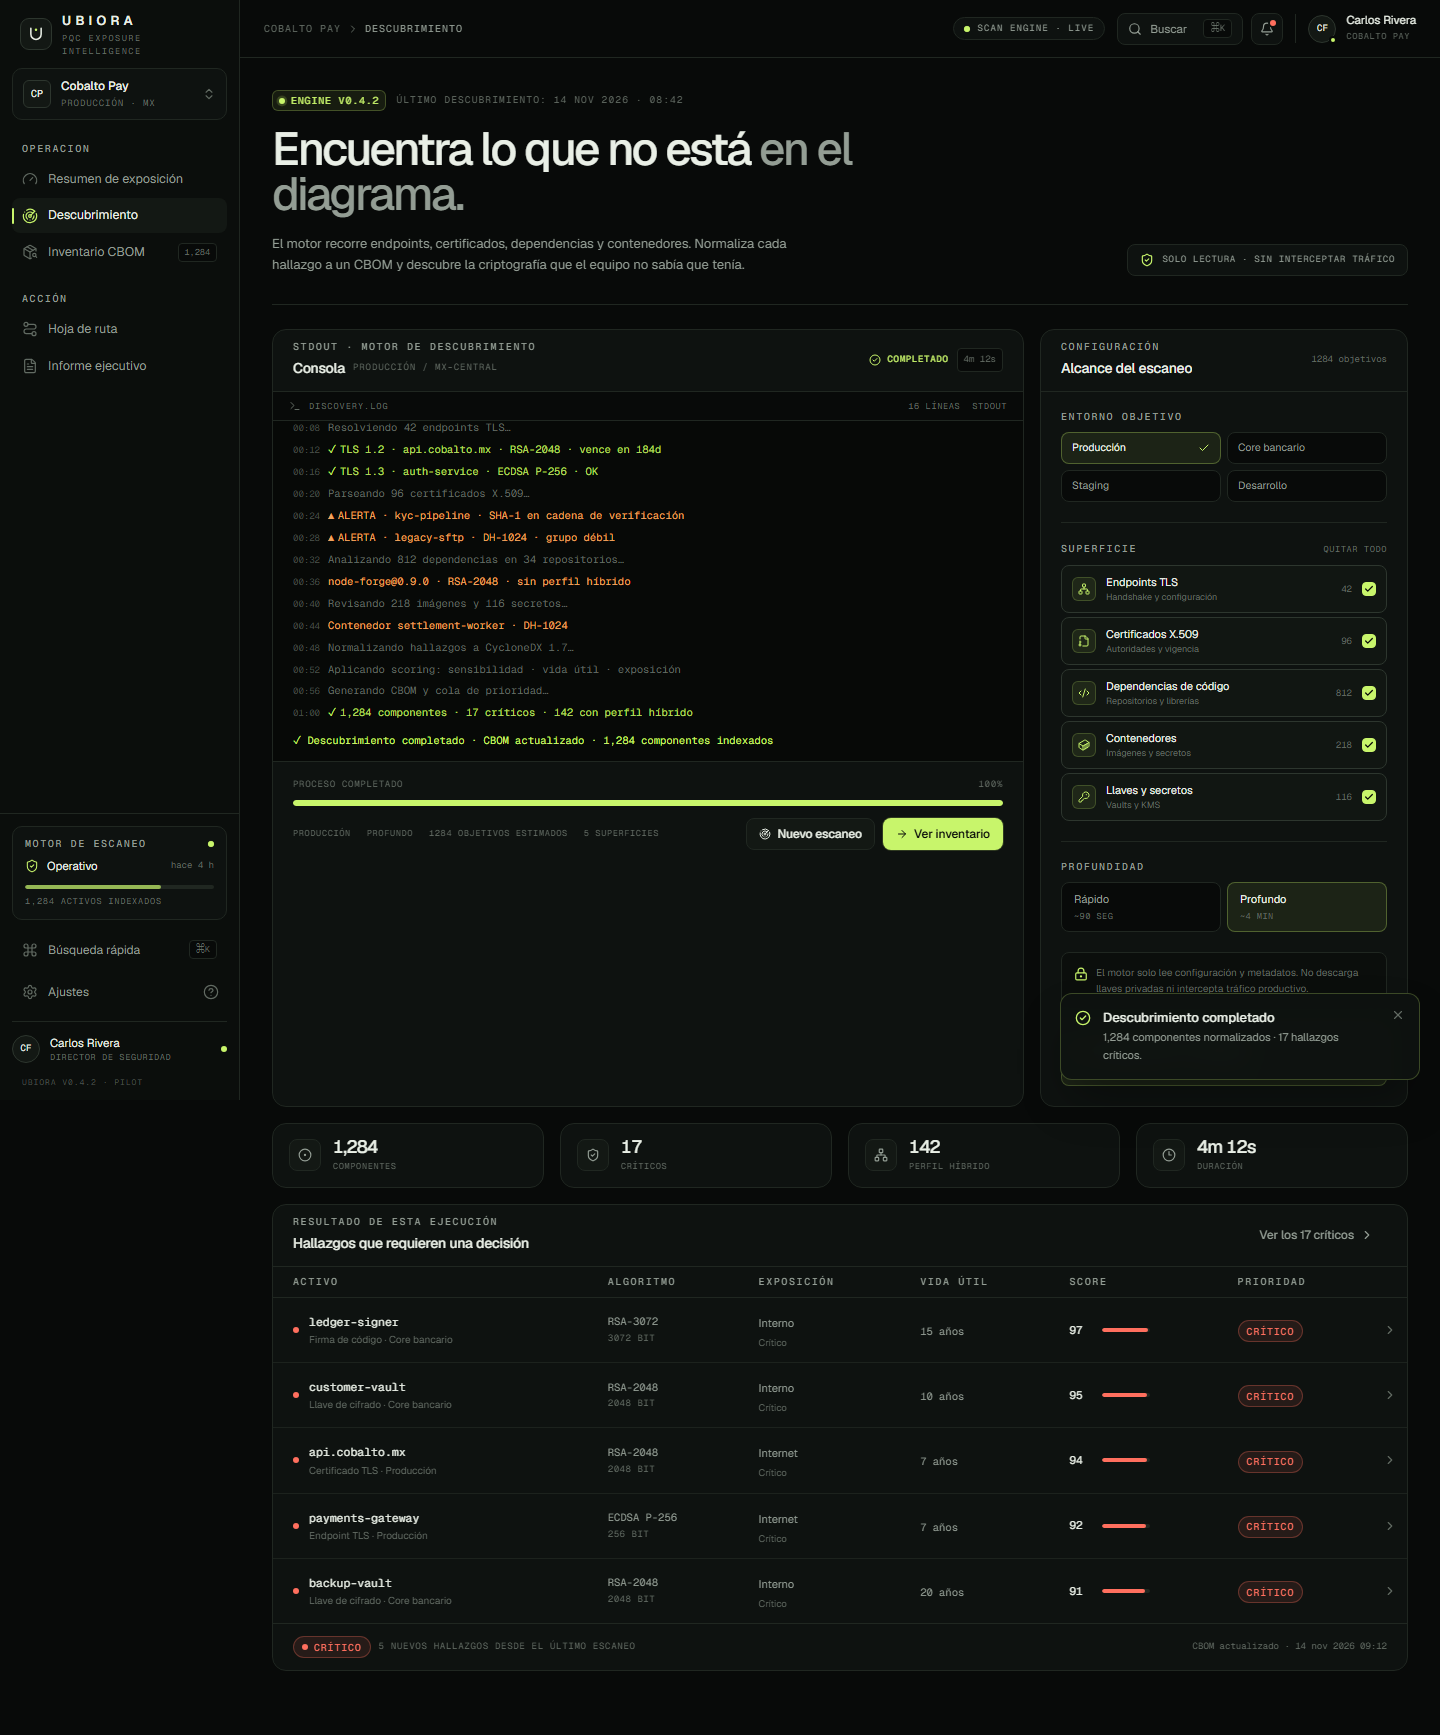 UBIORA
PQC EXPOSURE
INTELLIGENCE
CP
Cobalto Pay
PRODUCCIÓN · MX
OPERACION
Resumen de exposición
Descubrimiento
Inventario CBOM
1,284
ACCIÓN
Hoja de ruta
Informe ejecutivo
MOTOR DE ESCANEO
Operativo
hace 4 h
1,284 ACTIVOS INDEXADOS
Búsqueda rápida
⌘K
Ajustes
CF
Carlos Rivera
DIRECTOR DE SEGURIDAD
UBIORA V0.4.2 · PILOT
COBALTO PAY > DESCUBRIMIENTO
SCAN ENGINE · LIVE
Buscar
⌘K
CF
Carlos Rivera
COBALTO PAY
ENGINE V0.4.2
ÚLTIMO DESCUBRIMIENTO: 14 NOV 2026 · 08:42
Encuentra lo que no está en el
diagrama.
El motor recorre endpoints, certificados, dependencias y contenedores. Normaliza cada
hallazgo a un CBOM y descubre la criptografía que el equipo no sabía que tenía.
SOLO LECTURA · SIN INTERCEPTAR TRÁFICO
STDOUT · MOTOR DE DESCUBRIMIENTO
Consola PRODUCCIÓN / MX-CENTRAL
COMPLETADO
4m 12s
DISCOVERY.LOG
16 LÍNEAS STDOUT
00:08 Resolviendo 42 endpoints TLS…
00:12 ✓ TLS 1.2 · api.cobalto.mx · RSA-2048 · vence en 184d
00:16 ✓ TLS 1.3 · auth-service · ECDSA P-256 · OK
00:20 Parseando 96 certificados X.509…
00:24 ▲ ALERTA · kyc-pipeline · SHA-1 en cadena de verificación
00:28 ▲ ALERTA · legacy-sftp · DH-1024 · grupo débil
00:32 Analizando 812 dependencias en 34 repositorios…
00:36 node-forge@0.9.0 · RSA-2048 · sin perfil híbrido
00:40 Revisando 218 imágenes y 116 secretos…
00:44 Contenedor settlement-worker · DH-1024
00:48 Normalizando hallazgos a CycloneDX 1.7…
00:52 Aplicando scoring: sensibilidad · vida útil · exposición
00:56 Generando CBOM y cola de prioridad…
01:00 ✓ 1,284 componentes · 17 críticos · 142 con perfil híbrido
✓ Descubrimiento completado · CBOM actualizado · 1,284 componentes indexados
PROCESO COMPLETADO
100%
PRODUCCIÓN PROFUNDO 1284 OBJETIVOS ESTIMADOS 5 SUPERFICIES
Nuevo escaneo
Ver inventario
CONFIGURACIÓN
Alcance del escaneo
1284 objetivos
ENTORNO OBJETIVO
Producción
Core bancario
Staging
Desarrollo
SUPERFICIE
QUITAR TODO
Endpoints TLS
Handshake y configuración
42
Certificados X.509
Autoridades y vigencia
96
Dependencias de código
Repositorios y librerías
812
Contenedores
Imágenes y secretos
218
Llaves y secretos
Vaults y KMS
116
PROFUNDIDAD
Rápido
~90 SEG
Profundo
~4 MIN
El motor solo lee configuración y metadatos. No descarga
llaves privadas ni intercepta tráfico productivo.
Descubrimiento completado
1,284 componentes normalizados · 17 hallazgos
críticos.
1,284
COMPONENTES
17
CRÍTICOS
142
PERFIL HÍBRIDO
4m 12s
DURACIÓN
RESULTADO DE ESTA EJECUCIÓN
Hallazgos que requieren una decisión
Ver los 17 críticos
ACTIVO ALGORITMO EXPOSICIÓN VIDA ÚTIL SCORE PRIORIDAD
ledger-signer
Firma de código · Core bancario
RSA-3072
3072 BIT
Interno
Crítico
15 años
97
CRÍTICO
customer-vault
Llave de cifrado · Core bancario
RSA-2048
2048 BIT
Interno
Crítico
10 años
95
CRÍTICO
api.cobalto.mx
Certificado TLS · Producción
RSA-2048
2048 BIT
Internet
Crítico
7 años
94
CRÍTICO
payments-gateway
Endpoint TLS · Producción
ECDSA P-256
256 BIT
Internet
Crítico
7 años
92
CRÍTICO
backup-vault
Llave de cifrado · Core bancario
RSA-2048
2048 BIT
Interno
Crítico
20 años
91
CRÍTICO
CRÍTICO
5 NUEVOS HALLAZGOS DESDE EL ÚLTIMO ESCANEO
CBOM actualizado · 14 nov 2026 09:12